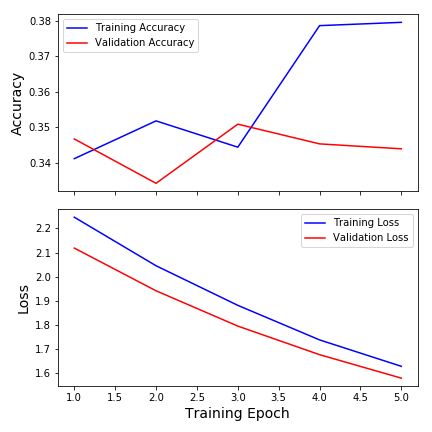 0.38
0.37
0.36
0.35
0.34
Accuracy
Training Accuracy
Validation Accuracy
2.2
2.1
2.0
1.9
1.8
1.7
1.6
Loss
Training Loss
Validation Loss
1.0 1.5 2.0 2.5 3.0 3.5 4.0 4.5 5.0
Training Epoch